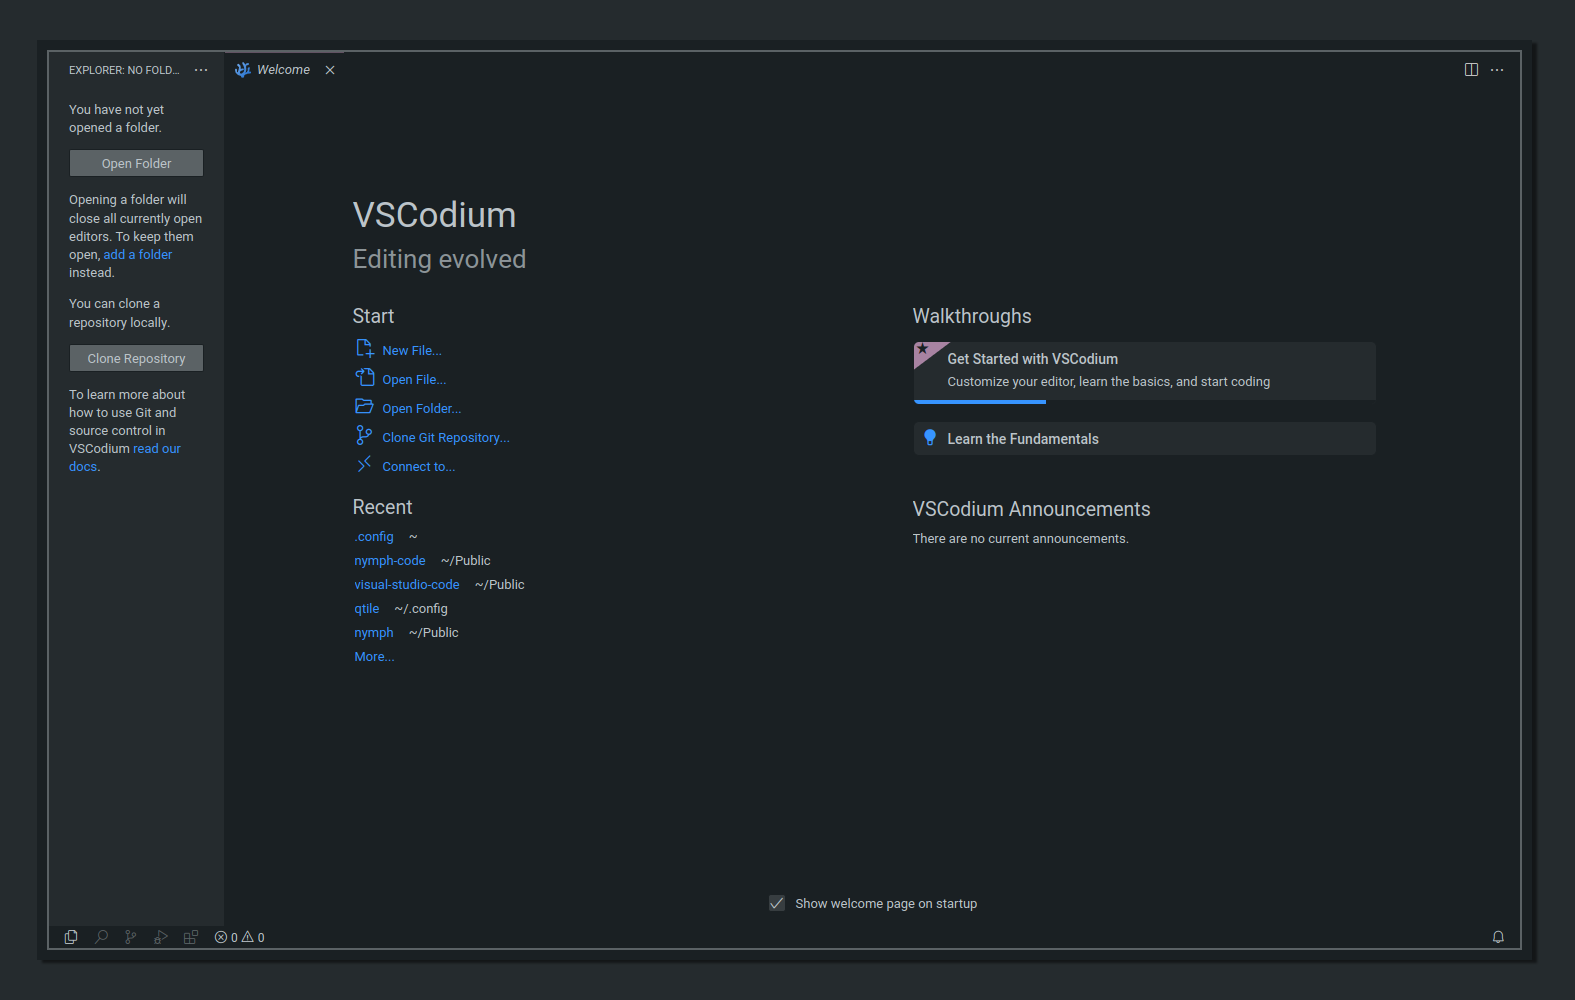 EXPLORER: NO FOLD...
Welcome
You have not yet
opened a folder.
Open Folder
Opening a folder will
close all currently open
editors. To keep them
open, add a folder
instead.
You can clone a
repository locally.
Clone Repository
To learn more about
how to use Git and
source control in
VSCodium read our
docs.
VSCodium
Editing evolved
Start
New File...
Open File...
Open Folder...
Clone Git Repository...
Connect to...
Recent
.config ~
nymph-code ~/Public
visual-studio-code ~/Public
qtile ~/.config
nymph ~/Public
More...
Walkthroughs
Get Started with VSCodium
Customize your editor, learn the basics, and start coding
Learn the Fundamentals
VSCodium Announcements
There are no current announcements.
Show welcome page on startup
0 0